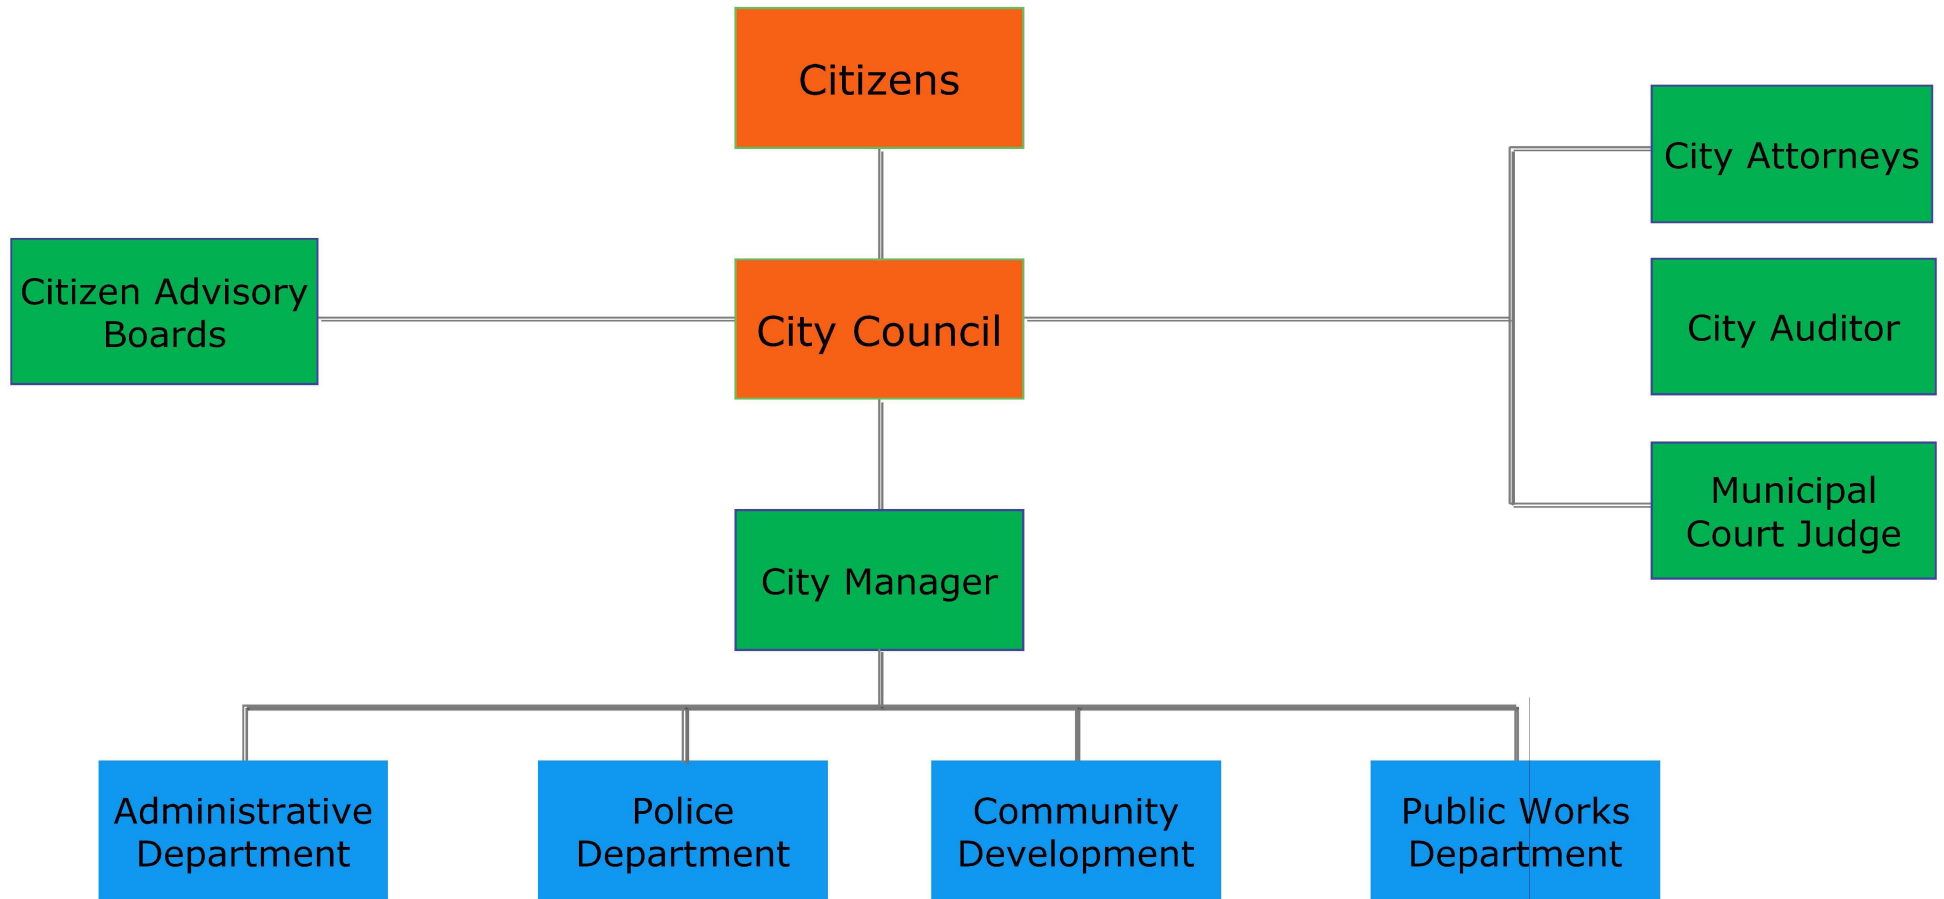 Citizens
City Attorneys
Citizen Advisory
Boards
City Council
City Auditor
Municipal
Court Judge
City Manager
Administrative
Department
Police
Department
Community
Development
Public Works
Department